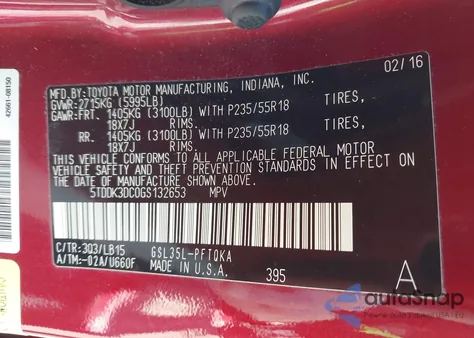 MFD. BY:TOYOTA MOTOR MANUFACTURING, INDIANA, INC. 02/16
GVWR:2715KG (5995LB)
GAWR:FRT. 1405KG (3100LB) WITH P235/55R18 TIRES,
18X7J RIMS.
RR. 1405KG (3100LB) WITH P235/55R18 TIRES,
18X7J RIMS.
THIS VEHICLE CONFORMS TO ALL APPLICABLE FEDERAL MOTOR
VEHICLE SAFETY AND THEFT PREVENTION STANDARDS IN EFFECT ON
THE DATE OF MANUFACTURE SHOWN ABOVE.
5TDDK3DC0GS132653 MPV
C/TR:3Q3/LB15 GSL35L-PFTQKA
A/TM:-02A/U660F MADE IN U.S.A. 395 A
42661-08150
autoSnap